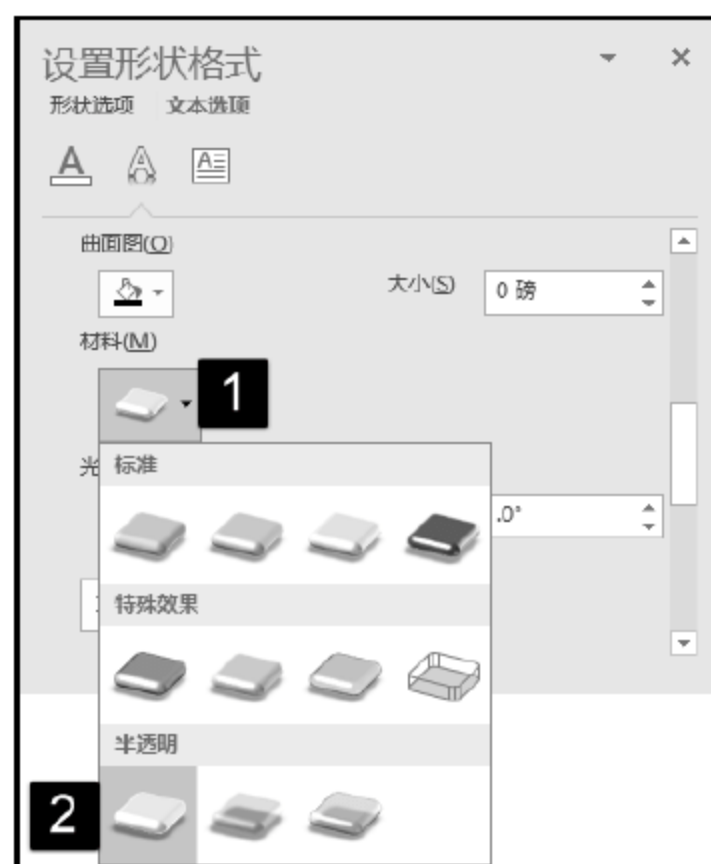 设置形状格式
形状选项 文本选项
曲面图(O)
大小(S) 0 磅
材料(M)
1
光
标准
.0°
特殊效果
半透明
2